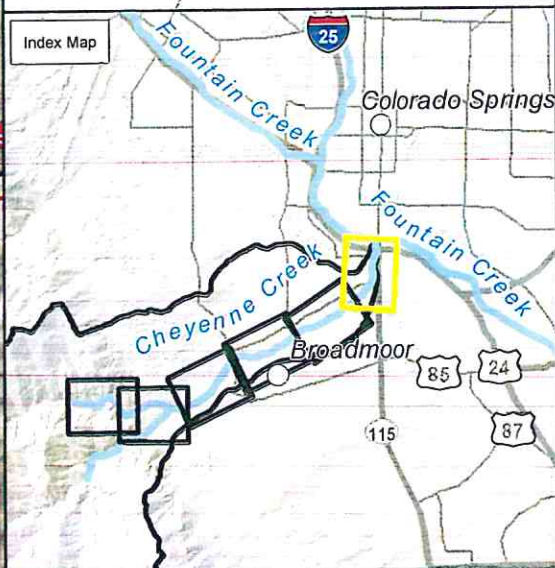 Index Map
25
Fountain Creek
Colorado Springs
Fountain Creek
Cheyenne Creek
Broadmoor
85
24
87
115